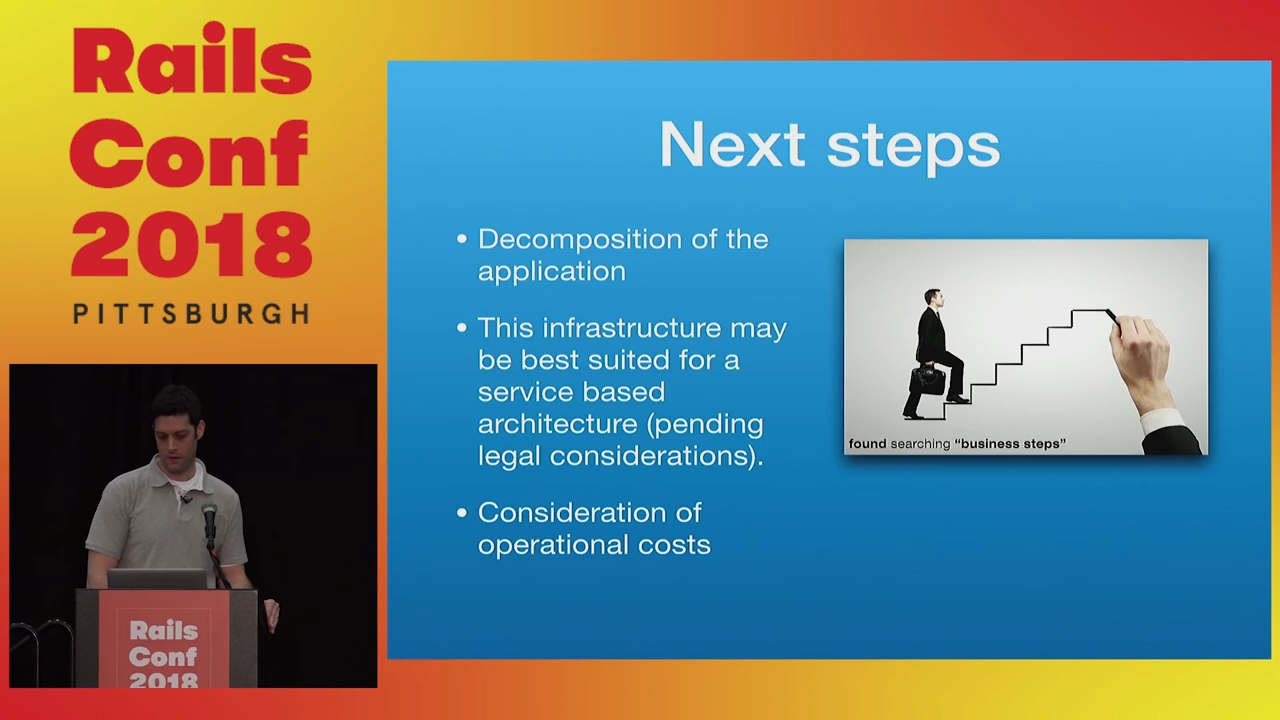 Rails
Conf
2018
PITTSBURGH
Next steps
• Decomposition of the
application
• This infrastructure may
be best suited for a
service based
architecture (pending
legal considerations).
• Consideration of
operational costs
found searching “business steps”
Rails
Conf
2018